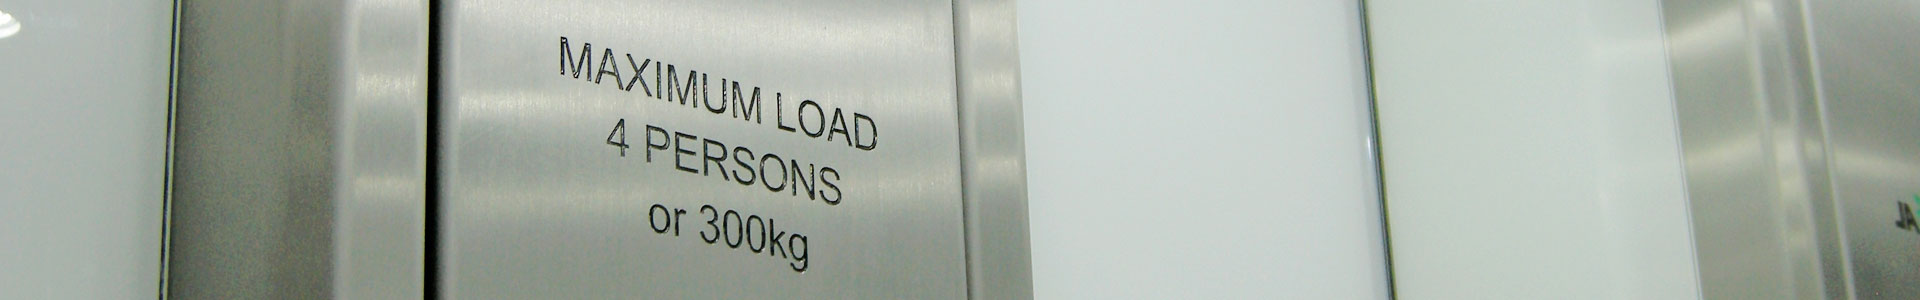 MAXIMUM LOAD
4 PERSONS
or 300kg